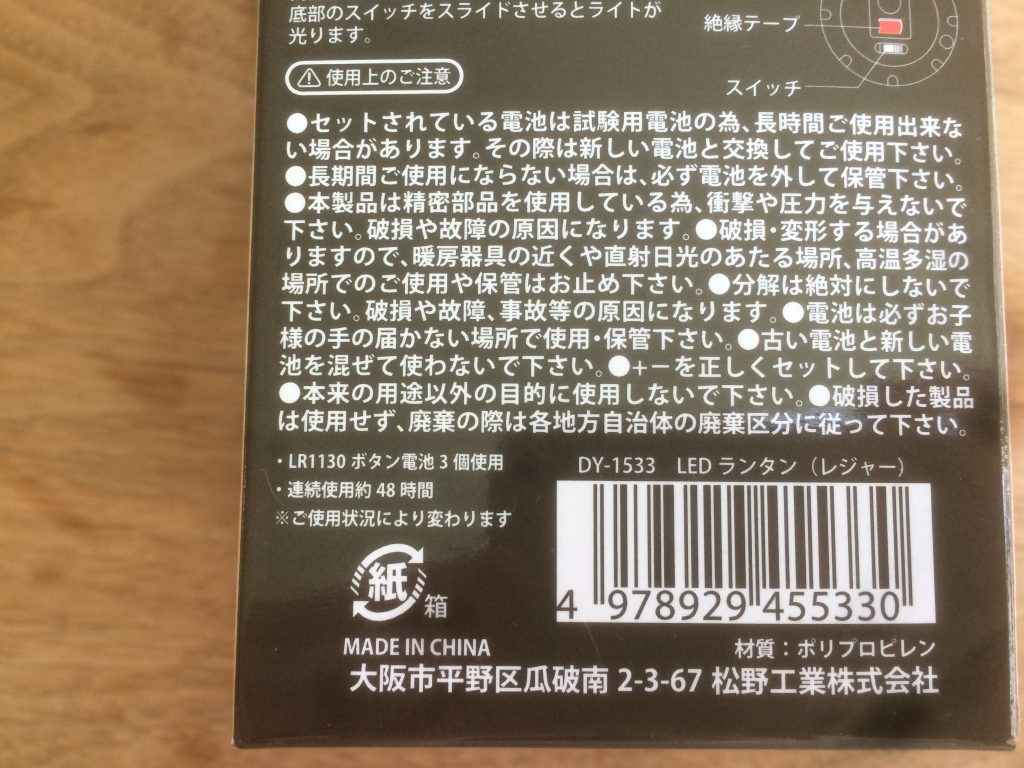 底部のスイッチをスライドさせるとライトが
光ります。
絶縁テープ
スイッチ
使用上のご注意
●セットされている電池は試験用電池の為、長時間ご使用出来な
い場合があります。その際は新しい電池と交換してご使用下さい。
●長期間ご使用にならない場合は、必ず電池を外して保管下さい。
●本製品は精密部品を使用している為、衝撃や圧力を与えないで
下さい。破損や故障の原因になります。●破損・変形する場合があ
りますので、暖房器具の近くや直射日光のあたる場所、高温多湿の
場所でのご使用や保管はお止め下さい。●分解は絶対にしないで
下さい。破損や故障、事故等の原因になります。●電池は必ずお子
様の手の届かない場所で使用・保管下さい。●古い電池と新しい電
池を混ぜて使わないで下さい。●+−を正しくセットして下さい。
●本来の用途以外の目的に使用しないで下さい。●破損した製品
は使用せず、廃棄の際は各地方自治体の廃棄区分に従って下さい。
・LR1130 ボタン電池 3 個使用
・連続使用約 48 時間
※ご使用状況により変わります
DY-1533 LED ランタン（レジャー）
4 978929 455330
紙 箱
MADE IN CHINA
材質：ポリプロピレン
大阪市平野区瓜破南 2-3-67 松野工業株式会社